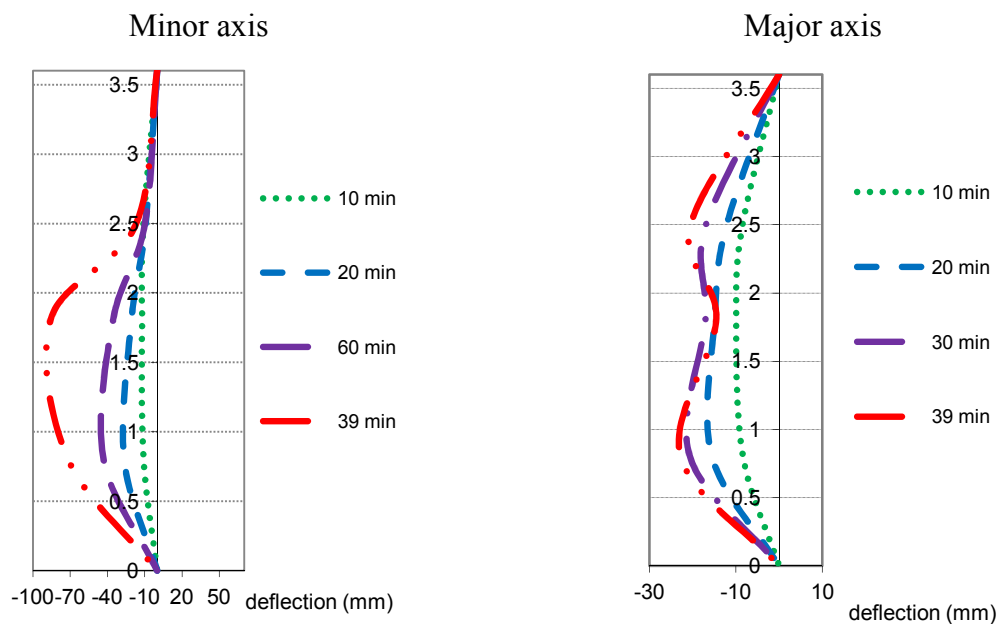 Minor axis
3.5
3
2.5
2
1.5
1
0.5
0
-100-70 -40 -10 20 50
deflection (mm)
10 min
20 min
60 min
39 min
Major axis
3.5
3
2.5
2
1.5
1
0.5
0
-30 -10 10
deflection (mm)
10 min
20 min
30 min
39 min